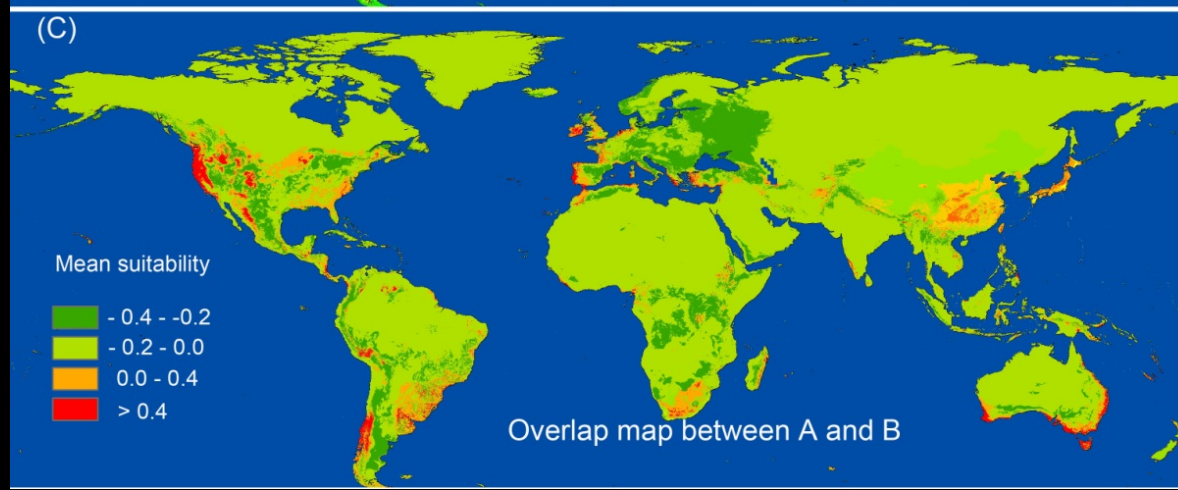 (C)
Mean suitability
- 0.4 - -0.2
- 0.2 - 0.0
0.0 - 0.4
> 0.4
Overlap map between A and B